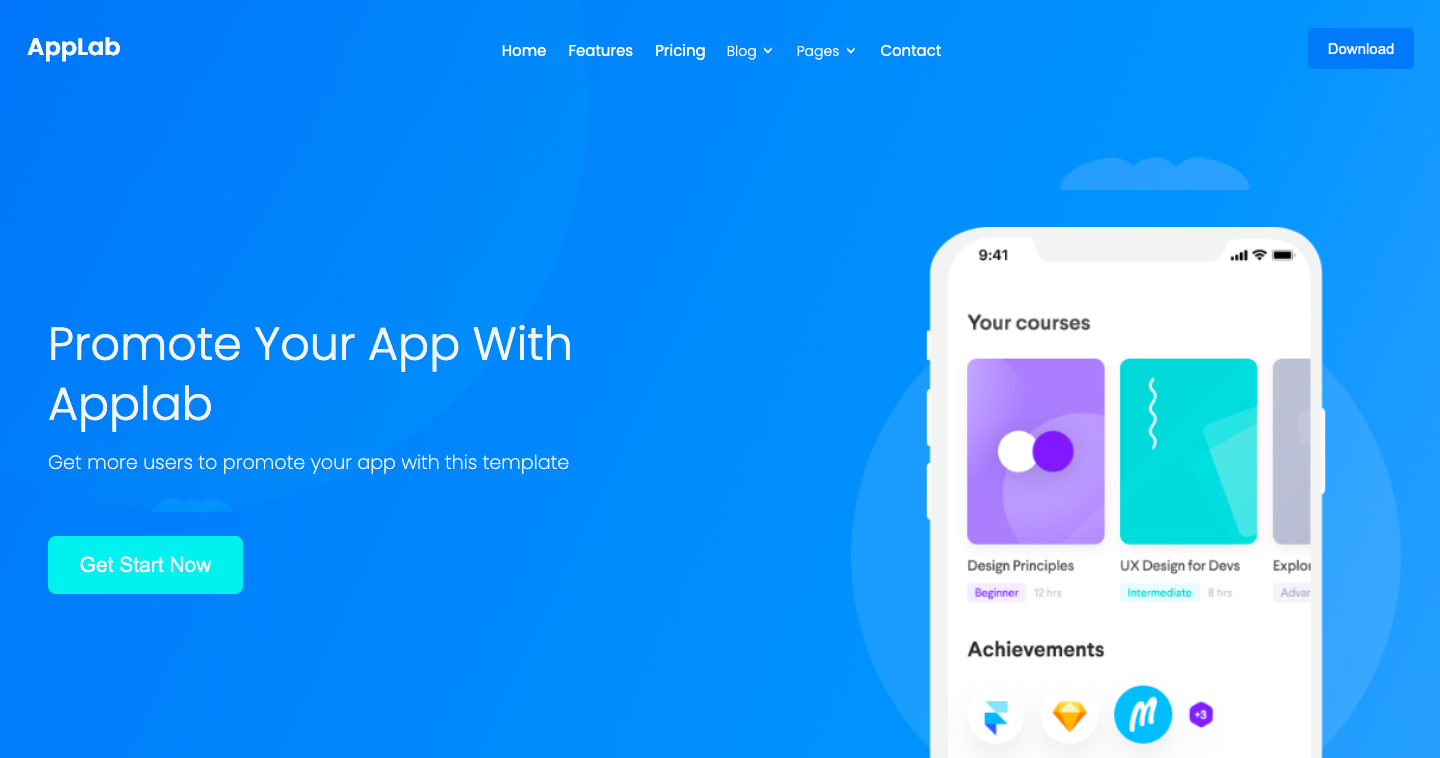 AppLab
Home Features Pricing Blog Pages Contact
Download
Promote Your App With
Applab
Get more users to promote your app with this template
Get Start Now
9:41
Your courses
Design Principles UX Design for Devs Explor
Beginner 12 hrs Intermediate 8 hrs Advan
Achievements
+3